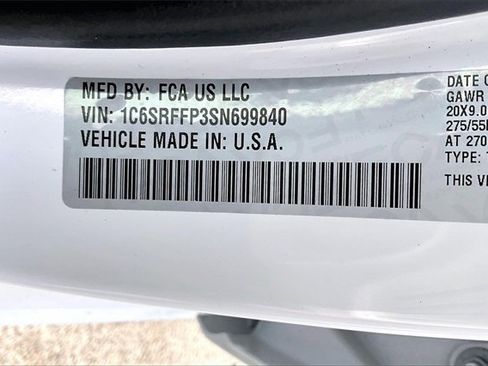 MFD BY: FCA US LLC
VIN: 1C6SRFFP3SN699840
VEHICLE MADE IN: U.S.A.
DATE O
GAWR
20X9.0
275/55
AT 270
TYPE:
THIS V